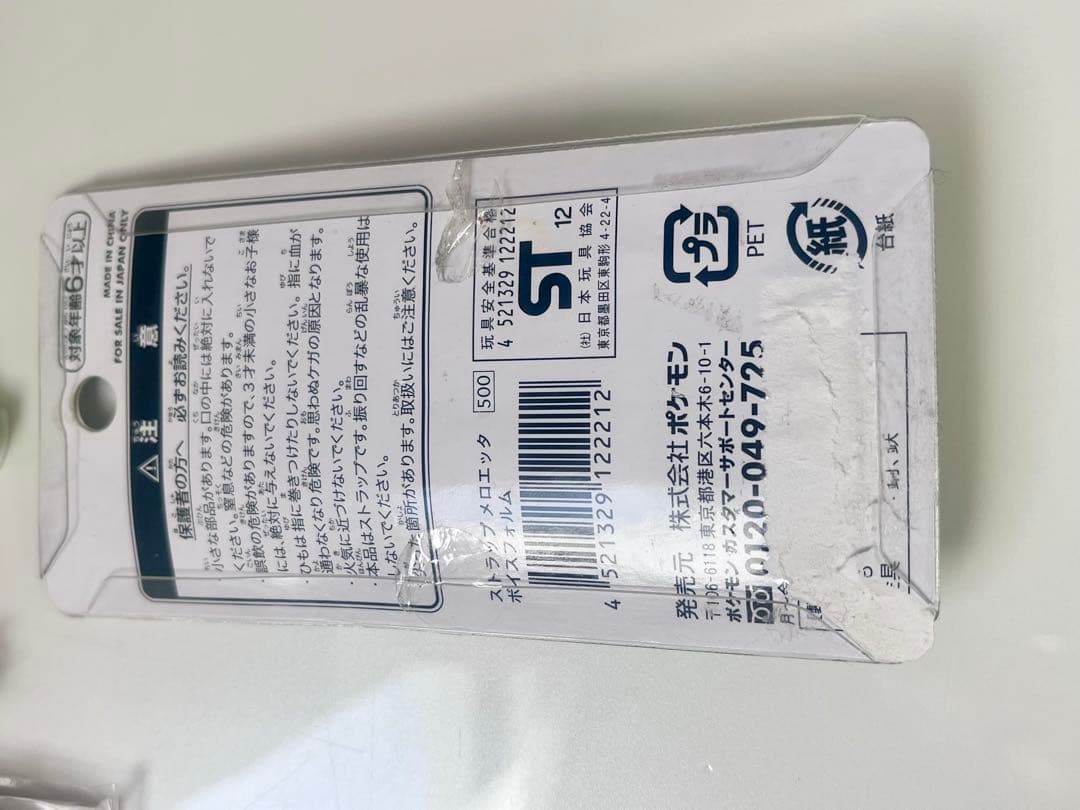 対象年齢6才以上
MADE IN CHINA
FOR SALE IN JAPAN ONLY
注意
保護者の方へ 必ずお読みください。
小さな部品があります。口の中には絶対に入れないで
ください。窒息などの危険があります。
誤飲の危険がありますので、3才未満の小さなお子様
には、絶対に与えないでください。
ひもは指に巻きつけたりしないでください。指に血が
通わなくなり危険です。思わぬケガの原因となります。
火気に近づけないでください。
本品はストラップです。振り回すなどの乱暴な使用は
しないでください。
た箇所があります。取扱いにはご注意ください。
ストラップ メロエッタ 500
ボイスフォルム
4 521329 122212
玩具安全基準合格
4 521329 122212
ST 12
(社)日本玩具協会
東京都墨田区東駒形4-22-4
発売元 株式会社ポケモン
〒106-6118 東京都港区六本木6-10-1
ポケモンカスタマーサポートセンター
0120-049-725
月
プラ
PET
紙
台紙